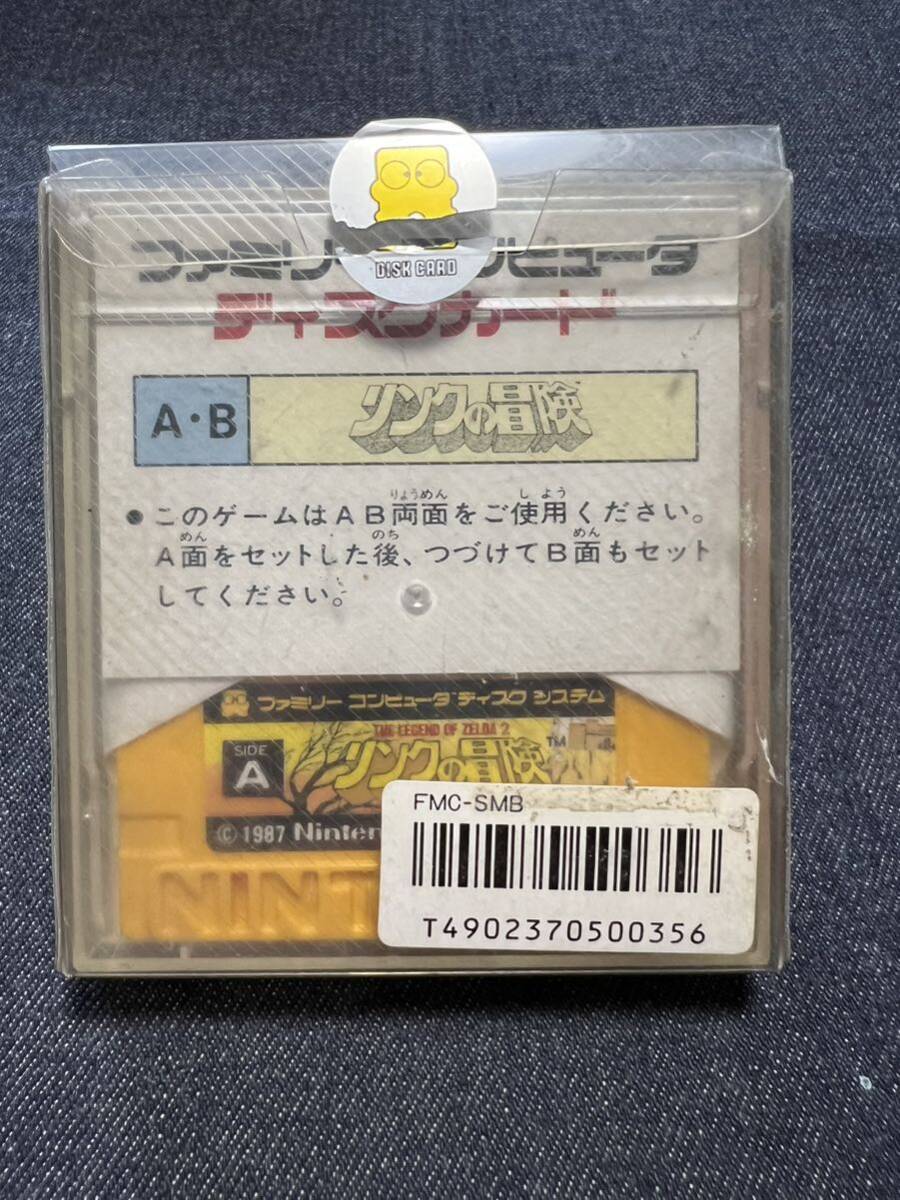 DISK CARD
ファミリーコンピュータ
ディスクカード
A・B リンクの冒険
りょうめん しよう
●このゲームはAB両面をご使用ください。
めん のち めん
A面をセットした後、つづけてB面もセット
してください。
ファミリー コンピュータ ディスク システム
THE LEGEND OF ZELDA 2
SIDE A リンクの冒険 TM
© 1987 Ninten
NINT
FMC-SMB
T4902370500356